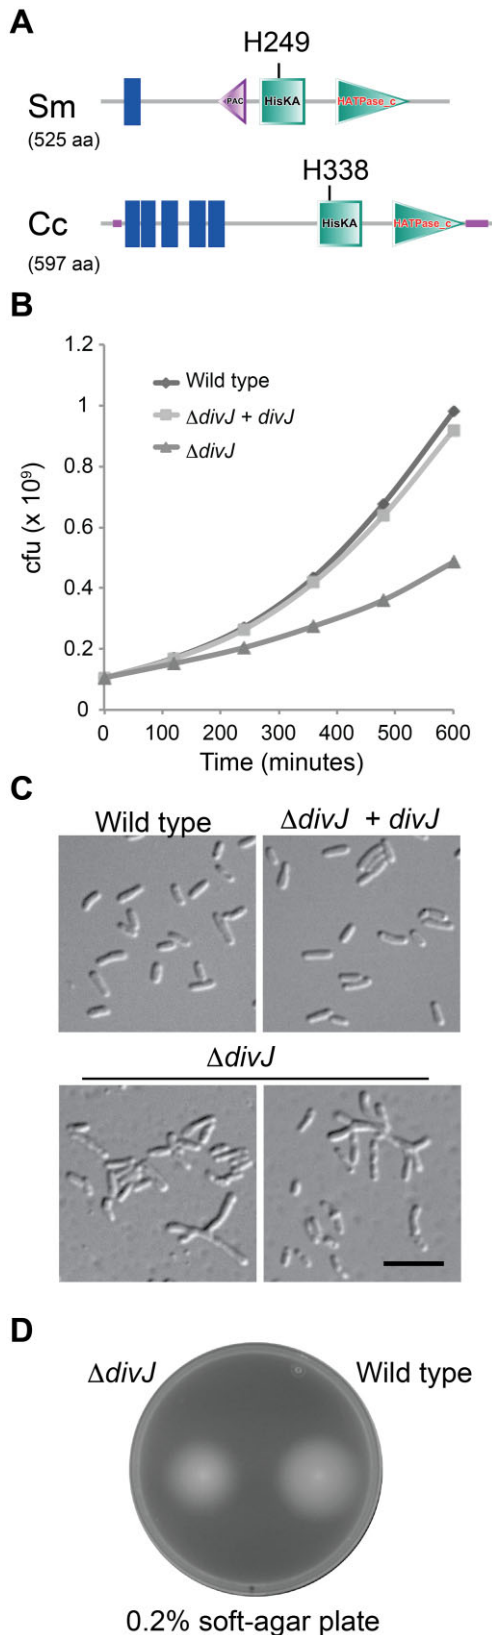 A
H249
Sm
PAC
HisKA
HATPase_c
(525 aa)
H338
Cc
HisKA
HATPase_c
(597 aa)
B
1.2
1
0.8
0.6
0.4
0.2
0
cfu (x 10⁹)
Wild type
ΔdivJ + divJ
ΔdivJ
0 100 200 300 400 500 600
Time (minutes)
C
Wild type ΔdivJ + divJ
ΔdivJ
D
ΔdivJ Wild type
0.2% soft-agar plate